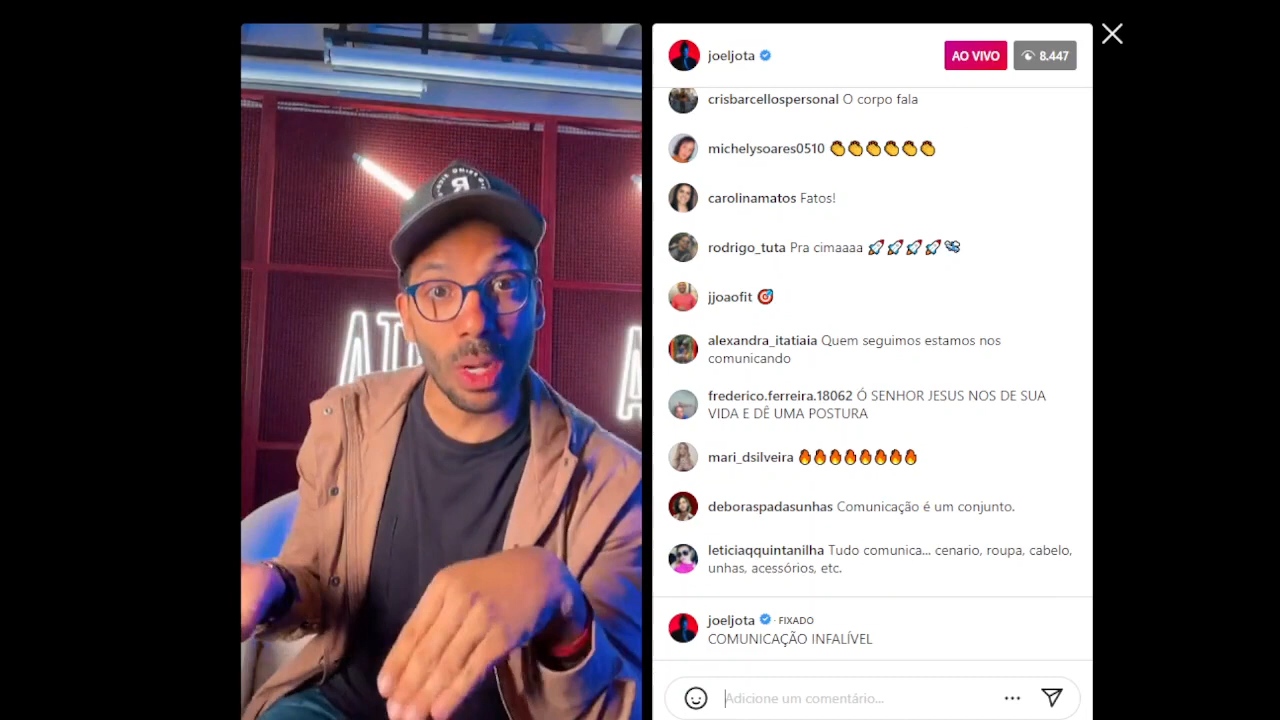 joeljota
AO VIVO
8.447
crisbarcellospersonal O corpo fala
michelysoares0510 👏👏👏👏👏👏
carolinamatos Fatos!
rodrigo_tuta Pra cimaaaa 🚀🚀🚀🚀🛰
jjoaofit 🎯
alexandra_itatiaia Quem seguimos estamos nos
comunicando
frederico.ferreira.18062 Ó SENHOR JESUS NOS DE SUA
VIDA E DÊ UMA POSTURA
mari_dsilveira 🔥🔥🔥🔥🔥🔥🔥🔥
deboraspadasunhas Comunicação é um conjunto.
leticiaqquintanilha Tudo comunica... cenario, roupa, cabelo,
unhas, acessórios, etc.
joeljota · FIXADO
COMUNICAÇÃO INFALÍVEL
Adicione um comentário...